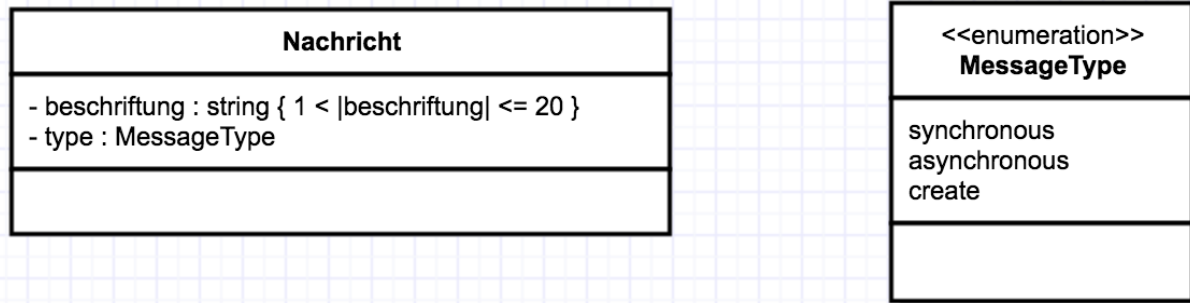 Nachricht
- beschriftung : string { 1 < |beschriftung| <= 20 }
- type : MessageType
<<enumeration>>
MessageType
synchronous
asynchronous
create